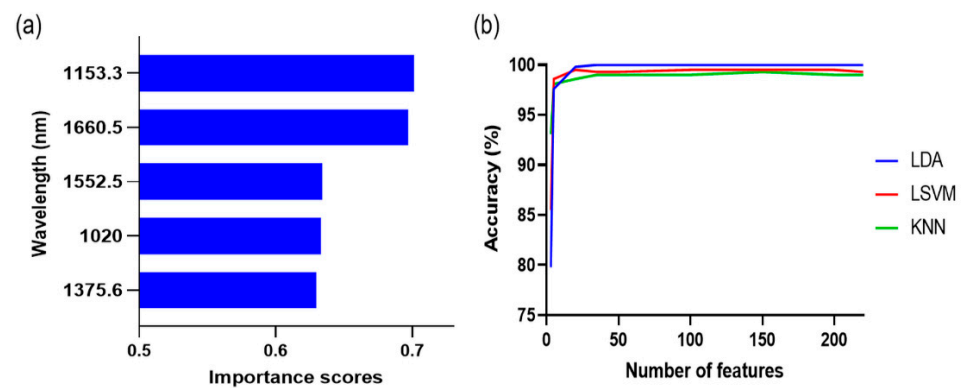 (a)
Wavelength (nm)
1153.3
1660.5
1552.5
1020
1375.6
0.5 0.6 0.7
Importance scores
(b)
Accuracy (%)
100
95
90
85
80
75
0 50 100 150 200
Number of features
LDA
LSVM
KNN